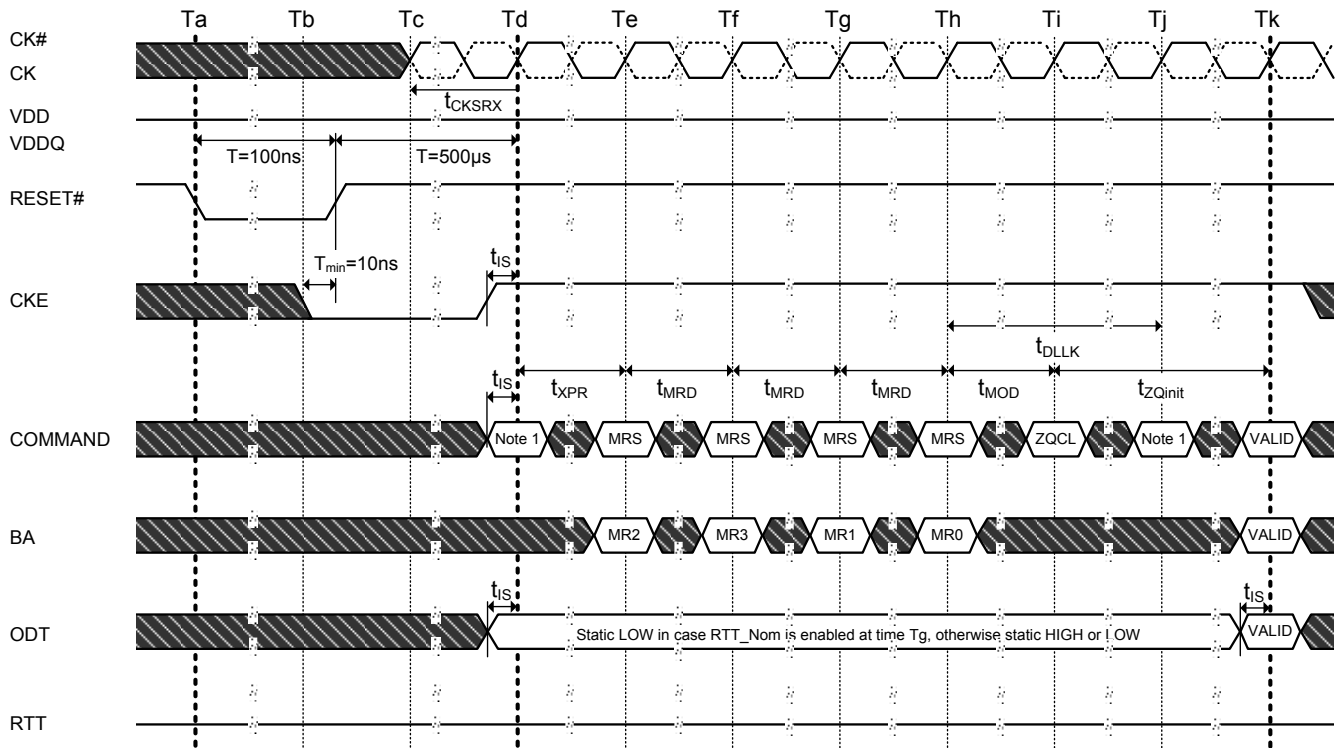 Ta Tb Tc Td Te Tf Tg Th Ti Tj Tk
CK#
CK
tCKSRX
VDD
VDDQ
T=100ns T=500µs
RESET#
Tmin=10ns tIS
CKE
tDLLK
tIS tXPR tMRD tMRD tMRD tMOD tZQinit
COMMAND Note 1 MRS MRS MRS MRS ZQCL Note 1 VALID
BA MR2 MR3 MR1 MR0 VALID
tIS tIS
ODT Static LOW in case RTT_Nom is enabled at time Tg, otherwise static HIGH or LOW VALID
RTT